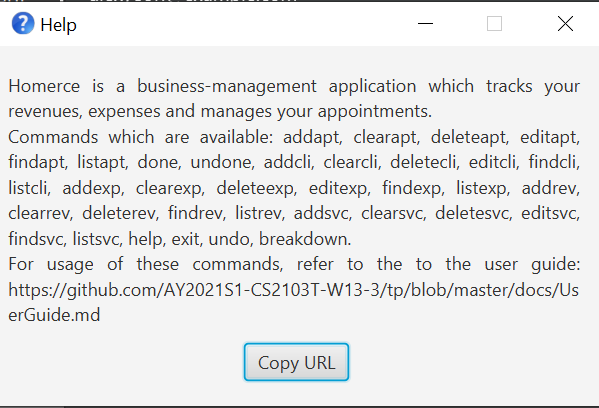 Help
Homerce is a business-management application which tracks your
revenues, expenses and manages your appointments.
Commands which are available: addapt, clearapt, deleteapt, editapt,
findapt, listapt, done, undone, addcli, clearcli, deletecli, editcli, findcli,
listcli, addexp, clearexp, deleteexp, editexp, findexp, listexp, addrev,
clearrev, deleterev, findrev, listrev, addsvc, clearsvc, deletesvc, editsvc,
findsvc, listsvc, help, exit, undo, breakdown.
For usage of these commands, refer to the to the user guide:
https://github.com/AY2021S1-CS2103T-W13-3/tp/blob/master/docs/Us
erGuide.md
Copy URL